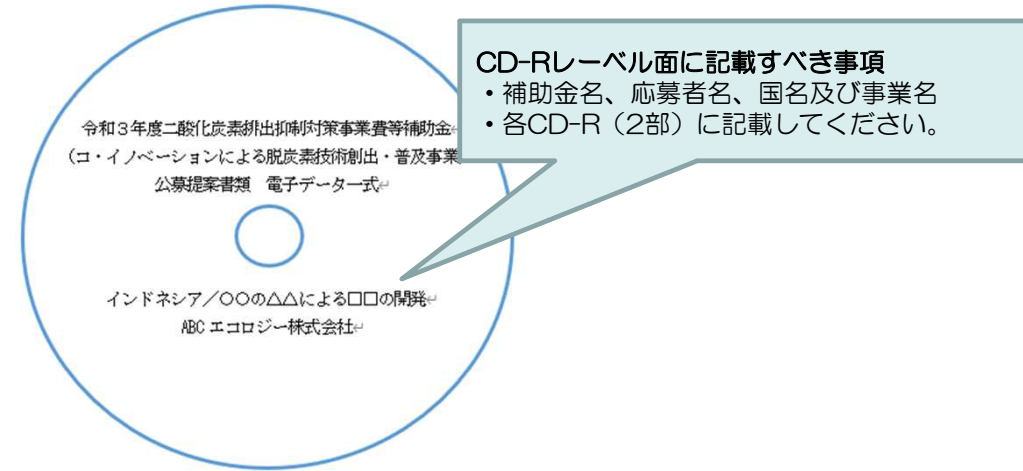 CD-Rレーベル面に記載すべき事項
・補助金名、応募者名、国名及び事業名
・各CD-R（2部）に記載してください。
令和３年度二酸化炭素排出抑制対策事業費等補助金
（コ・イノベーションによる脱炭素技術創出・普及事業
公募提案書類　電子データ一式↵
インドネシア／〇〇の△△による□□の開発↵
ABC エコロジー株式会社↵